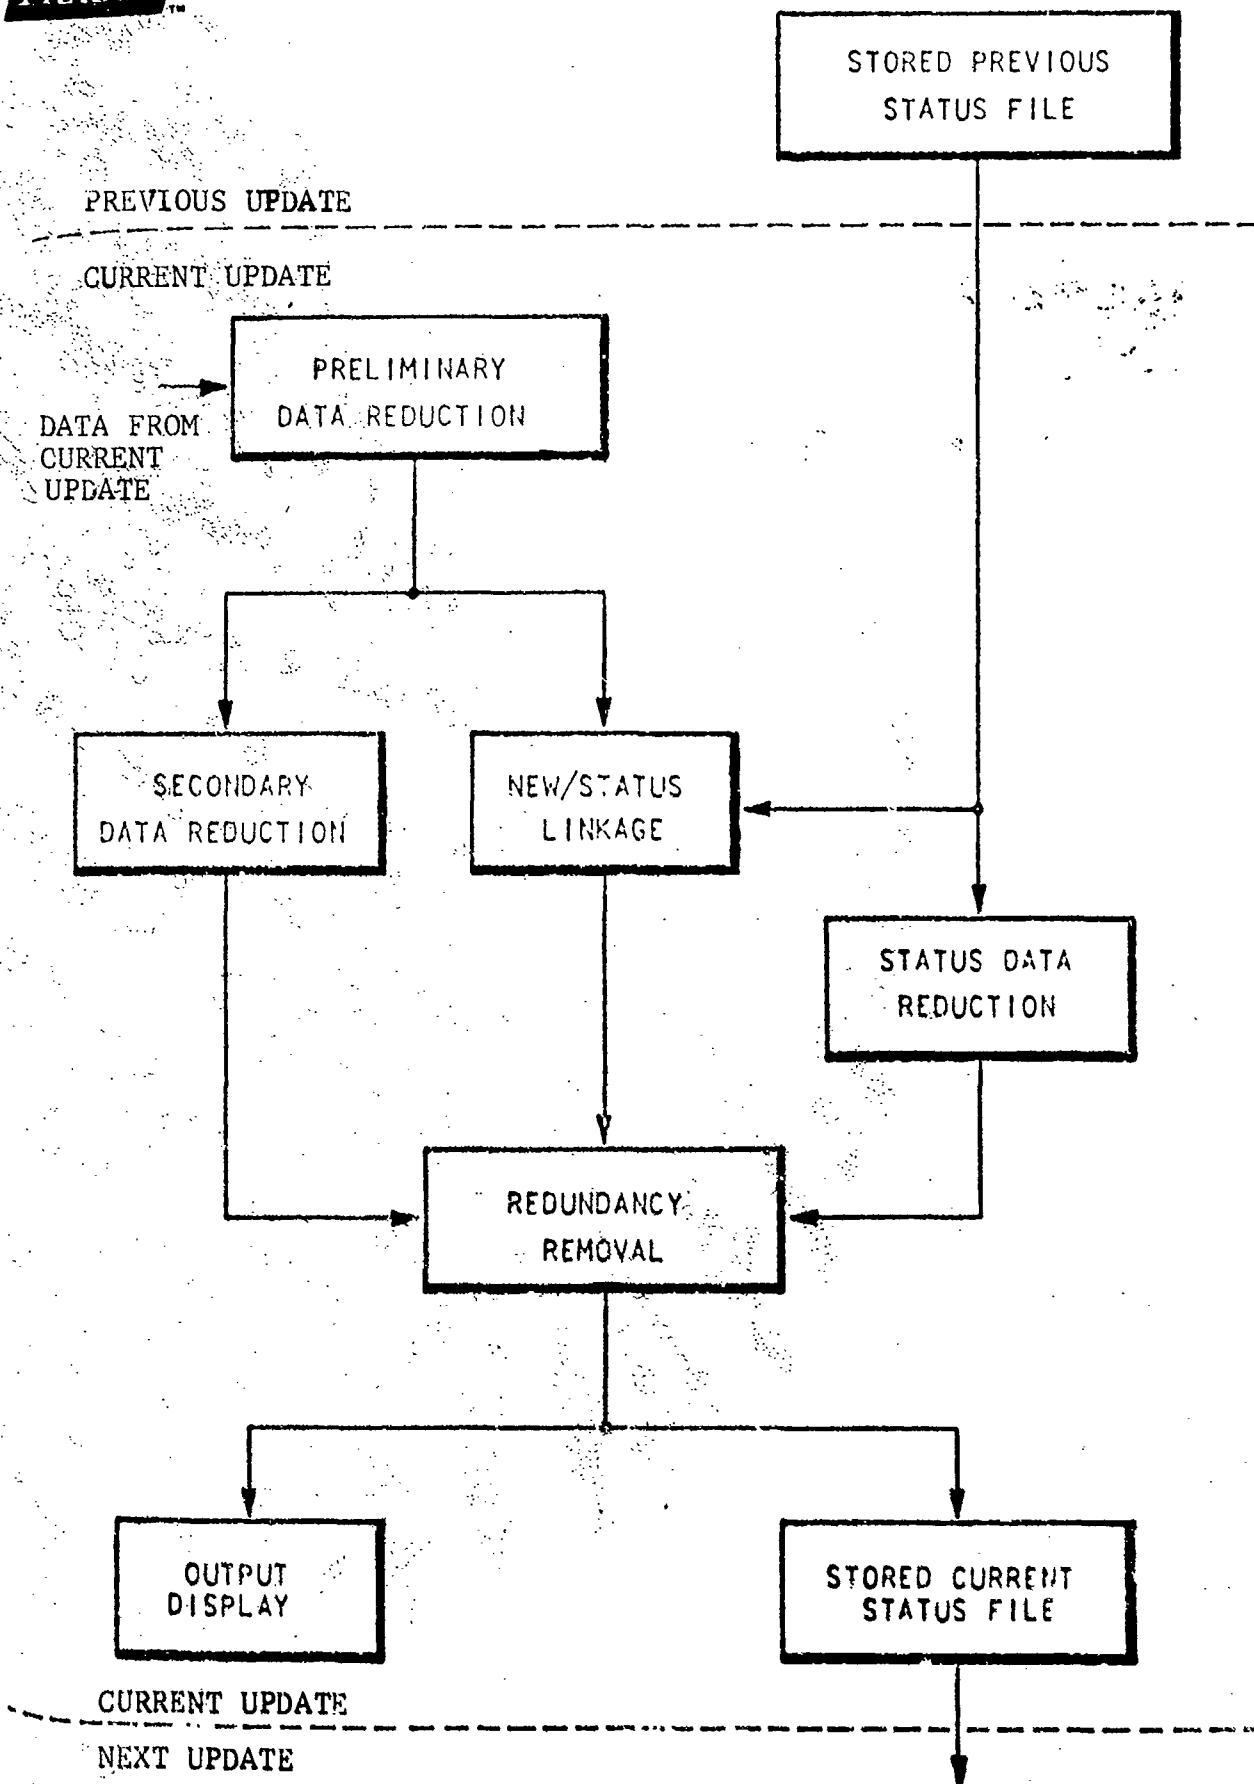 STORED PREVIOUS
STATUS FILE
PREVIOUS UPDATE
CURRENT UPDATE
PRELIMINARY
DATA REDUCTION
DATA FROM
CURRENT
UPDATE
SECONDARY
DATA REDUCTION
NEW/STATUS
LINKAGE
STATUS DATA
REDUCTION
REDUNDANCY
REMOVAL
OUTPUT
DISPLAY
STORED CURRENT
STATUS FILE
CURRENT UPDATE
NEXT UPDATE